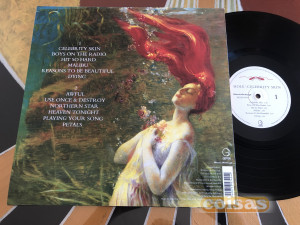 CELEBRITY SKIN
BOYS ON THE RADIO
HIT SO HARD
MALIBU
REASONS TO BE BEAUTIFUL
DYING
AWFUL
USE ONCE & DESTROY
NORTHERN STAR
HEAVEN TONIGHT
PLAYING YOUR SONG
PETALS
HOLE / CELEBRITY SKIN
1
coisas